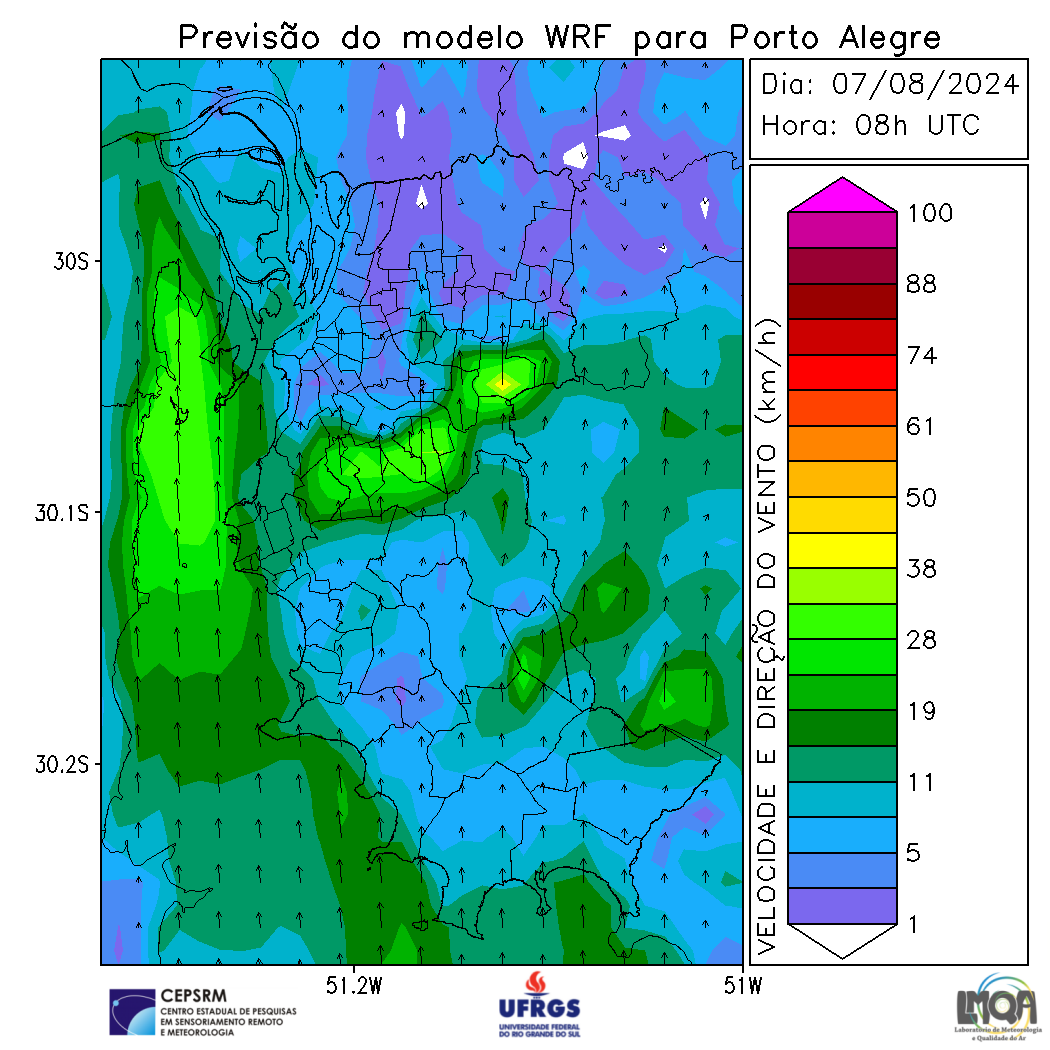 Previsão do modelo WRF para Porto Alegre
Dia: 07/08/2024
Hora: 08h UTC
30S
30.1S
30.2S
51.2W
51W
VELOCIDADE E DIREÇÃO DO VENTO (km/h)
100
88
74
61
50
38
28
19
11
5
1
CEPSRM
CENTRO ESTADUAL DE PESQUISAS
EM SENSORIAMENTO REMOTO
E METEOROLOGIA
UFRGS
UNIVERSIDADE FEDERAL
DO RIO GRANDE DO SUL
LMQA
Laboratório de Meteorologia
e Qualidade do Ar